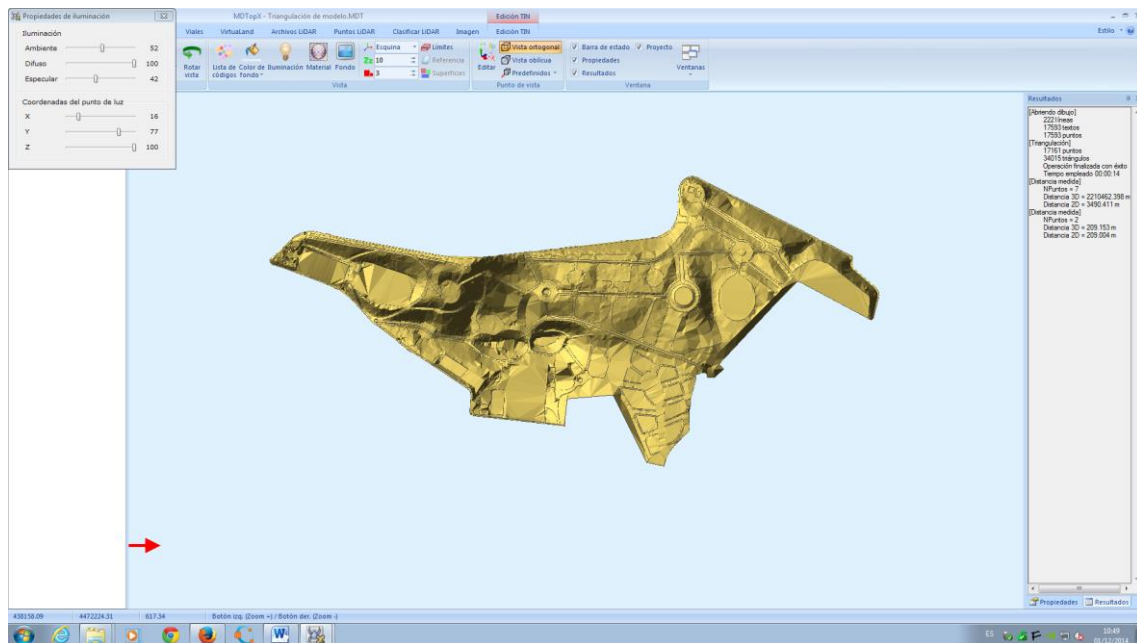 Propiedades de iluminación
MDTopX - Triangulación de modelo.MDT
Edición TIN
Iluminación
Ambiente 52
Difuso 100
Especular 42
Coordenadas del punto de luz
X 16
Y 77
Z 100
Viales VirtuaLand Archivos LiDAR Puntos LiDAR Clasificar LiDAR Imagen Edición TIN
Estilo
Rotar vista
Lista de códigos
Color de fondo
Iluminación
Material
Fondo
Esquina
Zz 10
3
Límites
Referencia
Superficies
Vista
Editar
Vista ortogonal
Vista oblicua
Predefinidos
Punto de vista
Barra de estado
Proyecto
Propiedades
Resultados
Ventanas
Ventana
Resultados
[Abriendo dibujo]
222 líneas
17593 textos
17593 puntos
[Triangulación]
17161 puntos
34015 triángulos
Operación finalizada con éxito
Tiempo empleado 00:00:14
[Distancia medida]
NPuntos = 7
Distancia 3D = 2210462.398 m
Distancia 2D = 3490.411 m
[Distancia medida]
NPuntos = 2
Distancia 3D = 209.153 m
Distancia 2D = 209.004 m
Propiedades Resultados
438158.09 4472224.31 617.34 Botón izq. (Zoom +) / Botón der. (Zoom -)
ES
10:49
01/12/2014